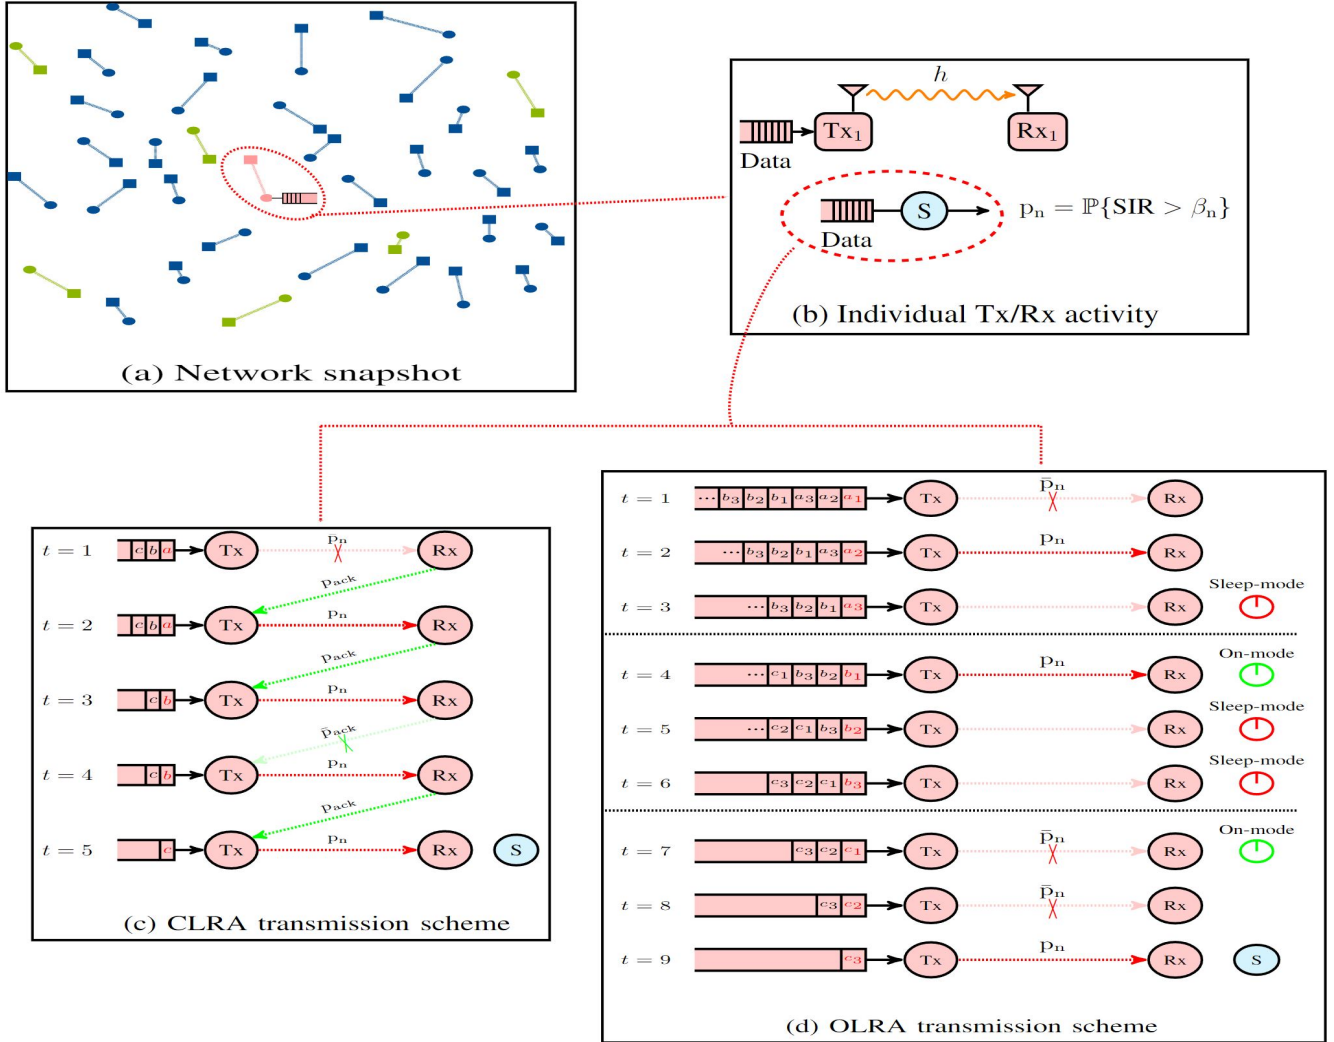 (a) Network snapshot
h
Tx₁ Rx₁
Data
S pₙ = ℙ{SIR > βₙ}
Data
(b) Individual Tx/Rx activity
t = 1 c b a Tx p̄ₙ Rx
pₐcₖ
t = 2 c b a Tx pₙ Rx
pₐcₖ
t = 3 c b Tx pₙ Rx
p̄ₐcₖ
t = 4 c b Tx pₙ Rx
pₐcₖ
t = 5 c Tx pₙ Rx S
(c) CLRA transmission scheme
t = 1 ... b₃ b₂ b₁ a₃ a₂ a₁ Tx p̄ₙ Rx
t = 2 ... b₃ b₂ b₁ a₃ a₂ Tx pₙ Rx
Sleep-mode
t = 3 ... b₃ b₂ b₁ a₃ Tx Rx
On-mode
t = 4 ... c₁ b₃ b₂ b₁ Tx pₙ Rx
Sleep-mode
t = 5 ... c₂ c₁ b₃ b₂ Tx Rx
Sleep-mode
t = 6 c₃ c₂ c₁ b₃ Tx Rx
On-mode
t = 7 c₃ c₂ c₁ Tx p̄ₙ Rx
t = 8 c₃ c₂ Tx p̄ₙ Rx
t = 9 c₃ Tx pₙ Rx S
(d) OLRA transmission scheme